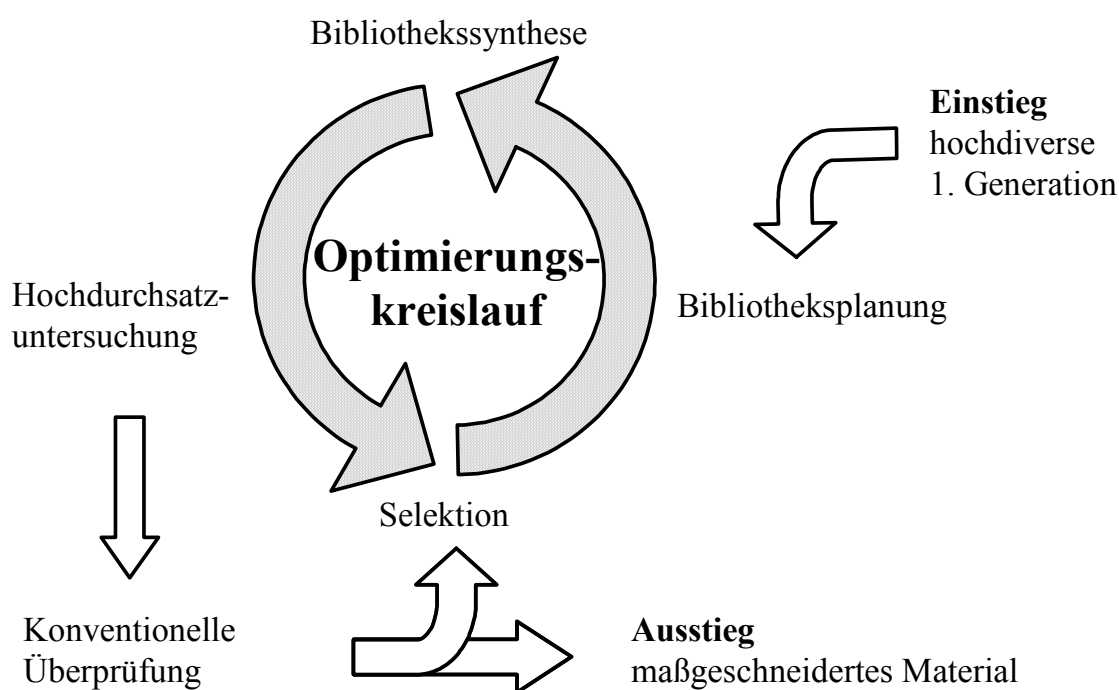 Bibliothekssynthese
Einstieg
hochdiverse
1. Generation
Optimierungs-
kreislauf
Hochdurchsatz-
untersuchung
Bibliotheksplanung
Selektion
Konventionelle
Überprüfung
Ausstieg
maßgeschneidertes Material